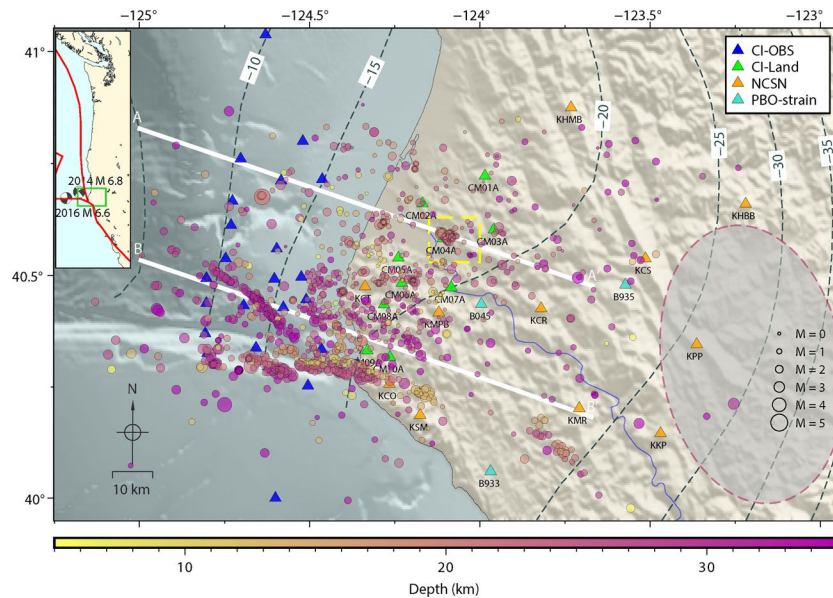 −125°
−124.5°
−124°
−123.5°
−123°
41°
40.5°
40°
2014 M 6.8
2016 M 6.6
−10
−15
−20
−25
−30
−35
CI-OBS
CI-Land
NCSN
PBO-strain
A
A'
B
KHMB
CM01A
CM02A
KHBB
CM03A
CM04A
CM05A
KCS
KCT
CM06A
CM07A
B935
CM08A
KMPB
B045
KCR
M09A
M10A
KPP
KCO
KSM
KMR
KKP
B933
M = 0
M = 1
M = 2
M = 3
M = 4
M = 5
N
10 km
10
20
30
Depth (km)